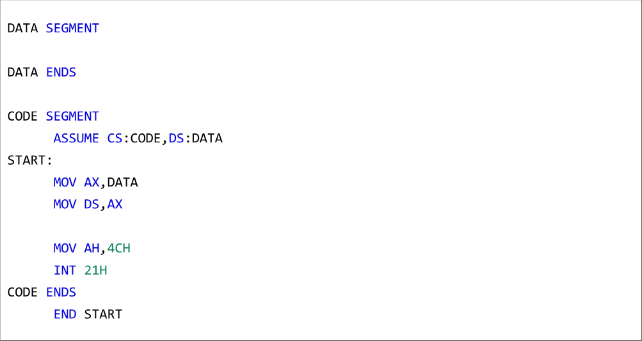 DATA SEGMENT
DATA ENDS
CODE SEGMENT
ASSUME CS:CODE,DS:DATA
START:
MOV AX,DATA
MOV DS,AX
MOV AH,4CH
INT 21H
CODE ENDS
END START